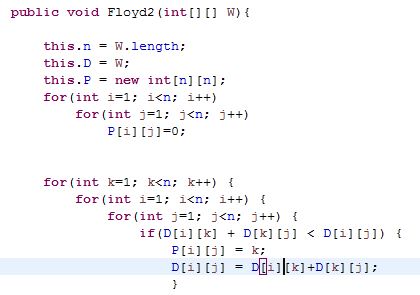 public void Floyd2(int[][] W){
this.n = W.length;
this.D = W;
this.P = new int[n][n];
for(int i=1; i<n; i++)
for(int j=1; j<n; j++)
P[i][j]=0;
for(int k=1; k<n; k++) {
for(int i=1; i<n; i++) {
for(int j=1; j<n; j++) {
if(D[i][k] + D[k][j] < D[i][j]) {
P[i][j] = k;
D[i][j] = D[i][k]+D[k][j];
}